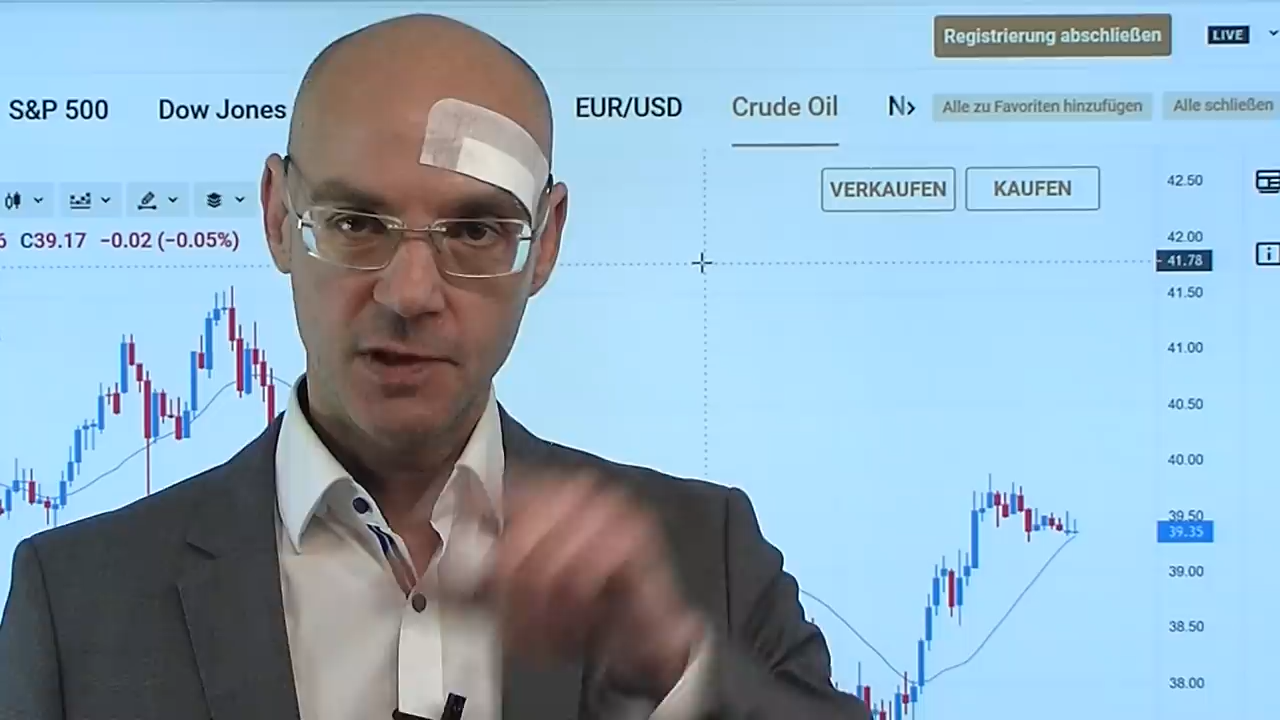 Registrierung abschließen
LIVE
S&P 500
Dow Jones
EUR/USD
Crude Oil
N
Alle zu Favoriten hinzufügen
Alle schließen
VERKAUFEN
KAUFEN
6 C39.17 −0.02 (−0.05%)
42.50
42.00
41.78
41.50
41.00
40.50
40.00
39.50
39.35
39.00
38.50
38.00